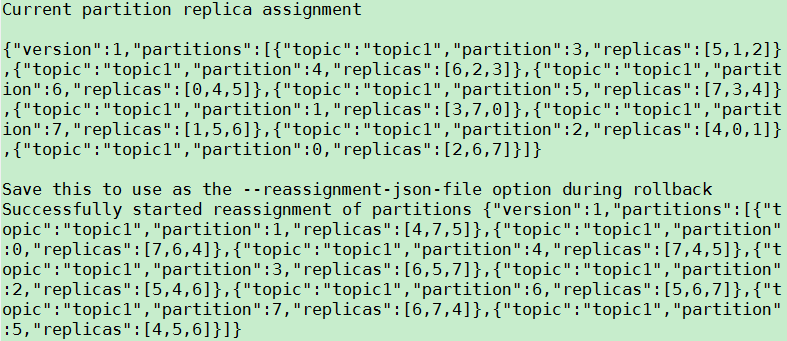 Current partition replica assignment
{"version":1,"partitions":[{"topic":"topic1","partition":3,"replicas":[5,1,2]}
,{"topic":"topic1","partition":4,"replicas":[6,2,3]},{"topic":"topic1","partit
ion":6,"replicas":[0,4,5]},{"topic":"topic1","partition":5,"replicas":[7,3,4]}
,{"topic":"topic1","partition":1,"replicas":[3,7,0]},{"topic":"topic1","partit
ion":7,"replicas":[1,5,6]},{"topic":"topic1","partition":2,"replicas":[4,0,1]}
,{"topic":"topic1","partition":0,"replicas":[2,6,7]}]}
Save this to use as the --reassignment-json-file option during rollback
Successfully started reassignment of partitions {"version":1,"partitions":[{"t
opic":"topic1","partition":1,"replicas":[4,7,5]},{"topic":"topic1","partition"
:0,"replicas":[7,6,4]},{"topic":"topic1","partition":4,"replicas":[7,4,5]},{"t
opic":"topic1","partition":3,"replicas":[6,5,7]},{"topic":"topic1","partition"
:2,"replicas":[5,4,6]},{"topic":"topic1","partition":6,"replicas":[5,6,7]},{"t
opic":"topic1","partition":7,"replicas":[6,7,4]},{"topic":"topic1","partition"
:5,"replicas":[4,5,6]}]}